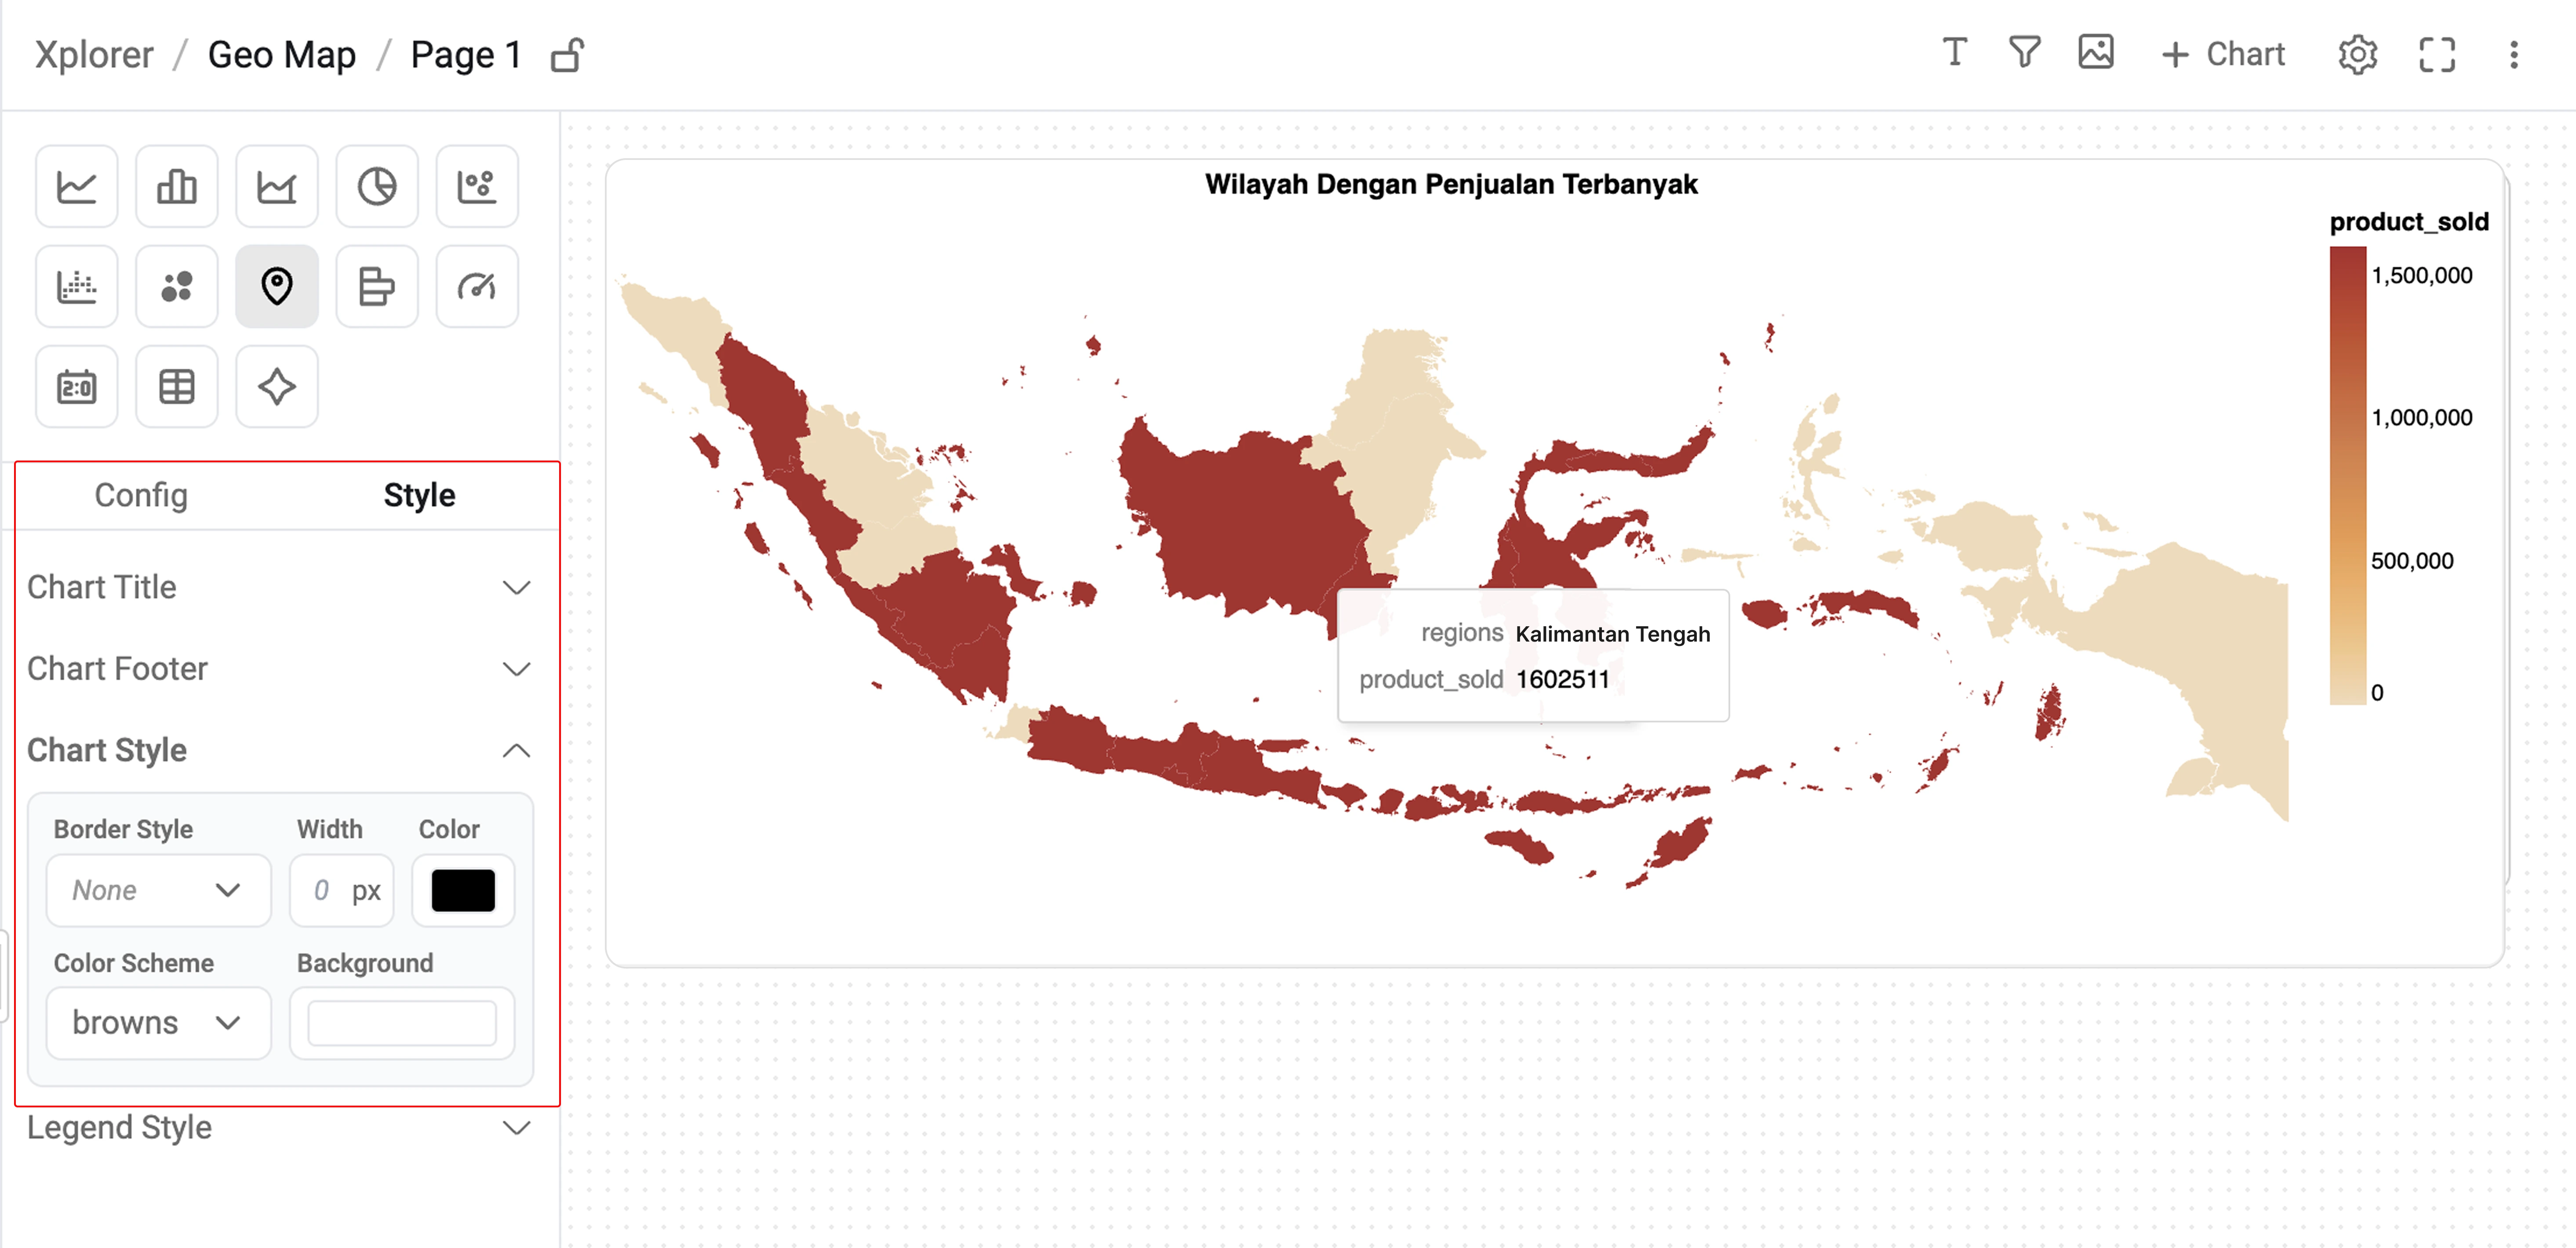 Xplorer / Geo Map / Page 1
T
+ Chart
2:0
Config Style
Chart Title
Chart Footer
Chart Style
Border Style Width Color
None 0 px
Color Scheme Background
browns
Legend Style
Wilayah Dengan Penjualan Terbanyak
product_sold
1,500,000
1,000,000
500,000
0
regions Kalimantan Tengah
product_sold 1602511